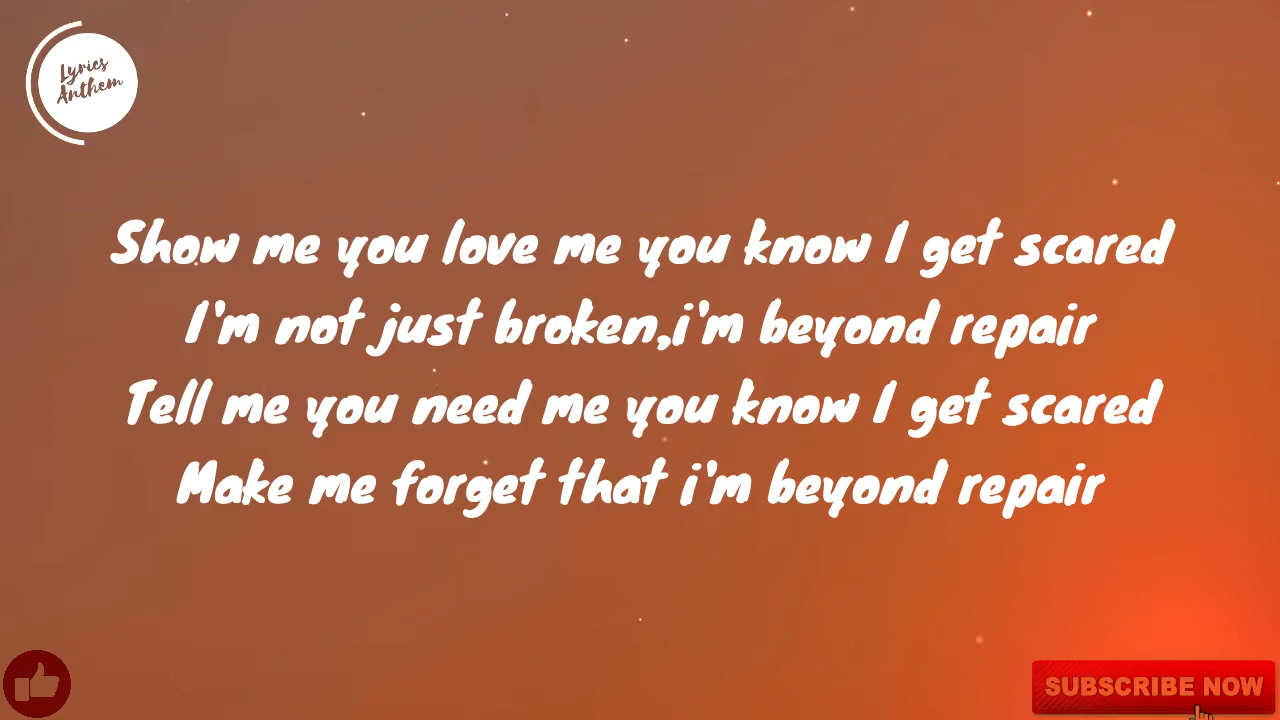 Lyrics
Anthem
Show me you love me you know I get scared
I'm not just broken,i'm beyond repair
Tell me you need me you know I get scared
Make me forget that i'm beyond repair
SUBSCRIBE NOW